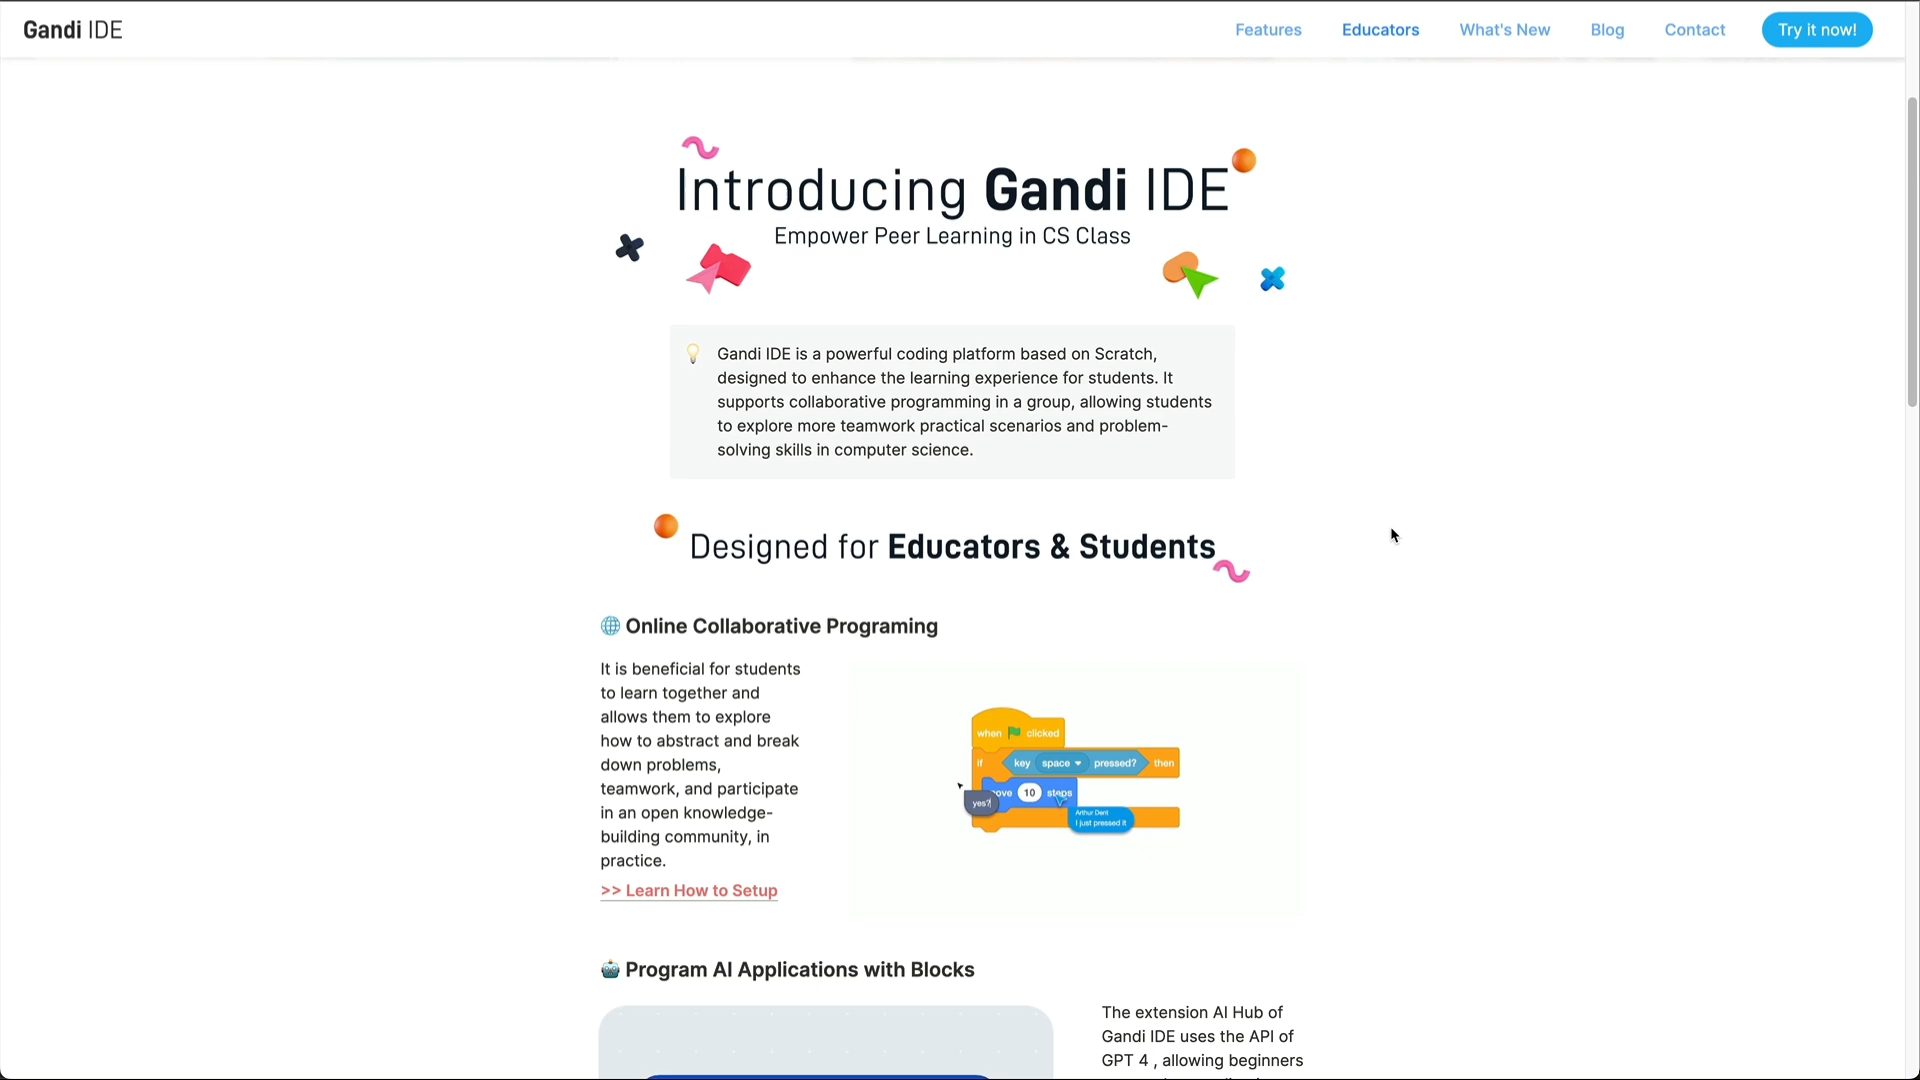 Gandi IDE
Features
Educators
What's New
Blog
Contact
Try it now!
Introducing Gandi IDE
Empower Peer Learning in CS Class
Gandi IDE is a powerful coding platform based on Scratch,
designed to enhance the learning experience for students. It
supports collaborative programming in a group, allowing students
to explore more teamwork practical scenarios and problem-
solving skills in computer science.
Designed for Educators & Students
Online Collaborative Programing
It is beneficial for students
to learn together and
allows them to explore
how to abstract and break
down problems,
teamwork, and participate
in an open knowledge-
building community, in
practice.
>> Learn How to Setup
when clicked
if key space pressed? then
ove 10 steps
yes?
Arthur Dent
I just pressed it
Program AI Applications with Blocks
The extension AI Hub of
Gandi IDE uses the API of
GPT 4 , allowing beginners